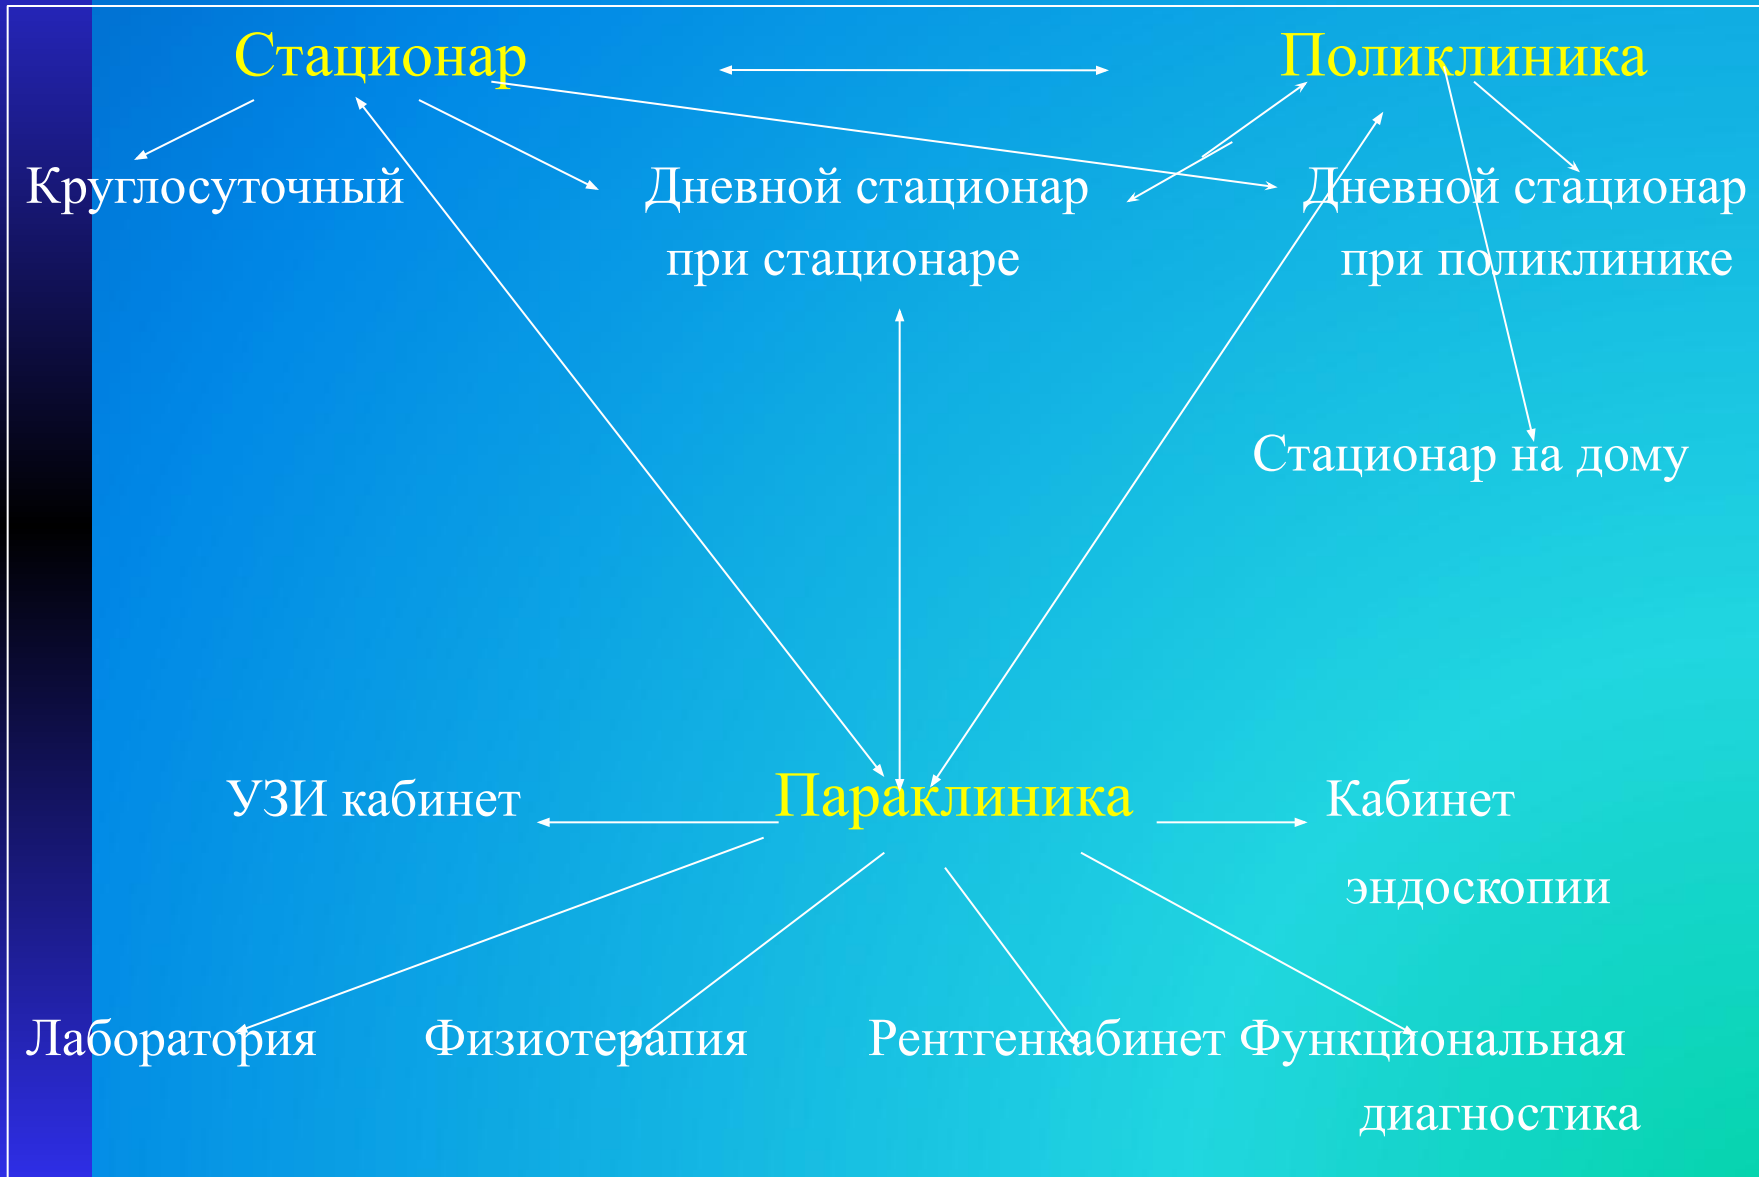 Стационар
Поликлиника
Круглосуточный
Дневной стационар
при стационаре
Дневной стационар
при поликлинике
Стационар на дому
УЗИ кабинет
Параклиника
Кабинет
эндоскопии
Лаборатория
Физиотерапия
Рентгенкабинет
Функциональная
диагностика